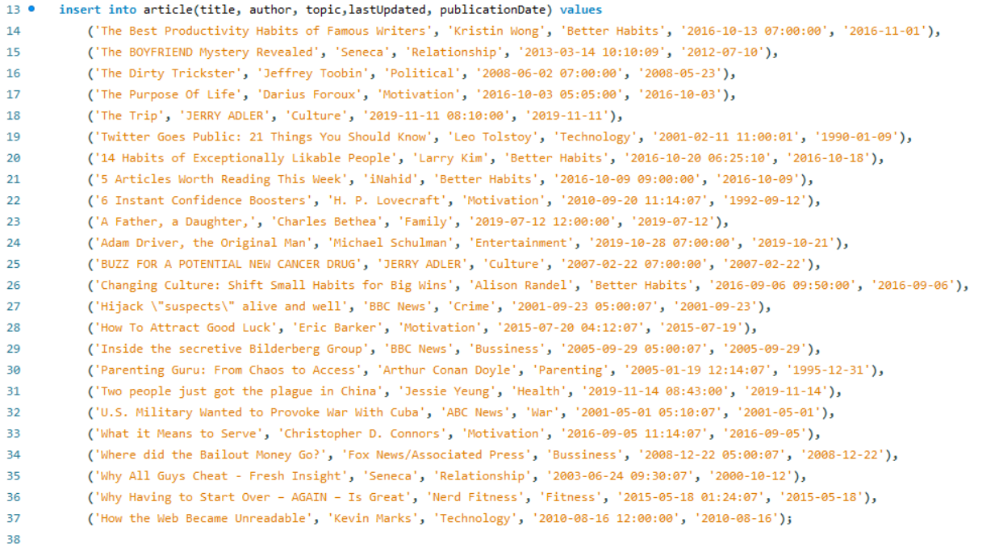 13 insert into article(title, author, topic,lastUpdated, publicationDate) values
14 ('The Best Productivity Habits of Famous Writers', 'Kristin Wong', 'Better Habits', '2016-10-13 07:00:00', '2016-11-01'),
15 ('The BOYFRIEND Mystery Revealed', 'Seneca', 'Relationship', '2013-03-14 10:10:09', '2012-07-10'),
16 ('The Dirty Trickster', 'Jeffrey Toobin', 'Political', '2008-06-02 07:00:00', '2008-05-23'),
17 ('The Purpose Of Life', 'Darius Foroux', 'Motivation', '2016-10-03 05:05:00', '2016-10-03'),
18 ('The Trip', 'JERRY ADLER', 'Culture', '2019-11-11 08:10:00', '2019-11-11'),
19 ('Twitter Goes Public: 21 Things You Should Know', 'Leo Tolstoy', 'Technology', '2001-02-11 11:00:01', '1990-01-09'),
20 ('14 Habits of Exceptionally Likable People', 'Larry Kim', 'Better Habits', '2016-10-20 06:25:10', '2016-10-18'),
21 ('5 Articles Worth Reading This Week', 'iNahid', 'Better Habits', '2016-10-09 09:00:00', '2016-10-09'),
22 ('6 Instant Confidence Boosters', 'H. P. Lovecraft', 'Motivation', '2010-09-20 11:14:07', '1992-09-12'),
23 ('A Father, a Daughter,', 'Charles Bethea', 'Family', '2019-07-12 12:00:00', '2019-07-12'),
24 ('Adam Driver, the Original Man', 'Michael Schulman', 'Entertainment', '2019-10-28 07:00:00', '2019-10-21'),
25 ('BUZZ FOR A POTENTIAL NEW CANCER DRUG', 'JERRY ADLER', 'Culture', '2007-02-22 07:00:00', '2007-02-22'),
26 ('Changing Culture: Shift Small Habits for Big Wins', 'Alison Randel', 'Better Habits', '2016-09-06 09:50:00', '2016-09-06'),
27 ('Hijack \"suspects\" alive and well', 'BBC News', 'Crime', '2001-09-23 05:00:07', '2001-09-23'),
28 ('How To Attract Good Luck', 'Eric Barker', 'Motivation', '2015-07-20 04:12:07', '2015-07-19'),
29 ('Inside the secretive Bilderberg Group', 'BBC News', 'Bussiness', '2005-09-29 05:00:07', '2005-09-29'),
30 ('Parenting Guru: From Chaos to Access', 'Arthur Conan Doyle', 'Parenting', '2005-01-19 12:14:07', '1995-12-31'),
31 ('Two people just got the plague in China', 'Jessie Yeung', 'Health', '2019-11-14 08:43:00', '2019-11-14'),
32 ('U.S. Military Wanted to Provoke War With Cuba', 'ABC News', 'War', '2001-05-01 05:10:07', '2001-05-01'),
33 ('What it Means to Serve', 'Christopher D. Connors', 'Motivation', '2016-09-05 11:14:07', '2016-09-05'),
34 ('Where did the Bailout Money Go?', 'Fox News/Associated Press', 'Bussiness', '2008-12-22 05:00:07', '2008-12-22'),
35 ('Why All Guys Cheat - Fresh Insight', 'Seneca', 'Relationship', '2003-06-24 09:30:07', '2000-10-12'),
36 ('Why Having to Start Over – AGAIN – Is Great', 'Nerd Fitness', 'Fitness', '2015-05-18 01:24:07', '2015-05-18'),
37 ('How the Web Became Unreadable', 'Kevin Marks', 'Technology', '2010-08-16 12:00:00', '2010-08-16');
38